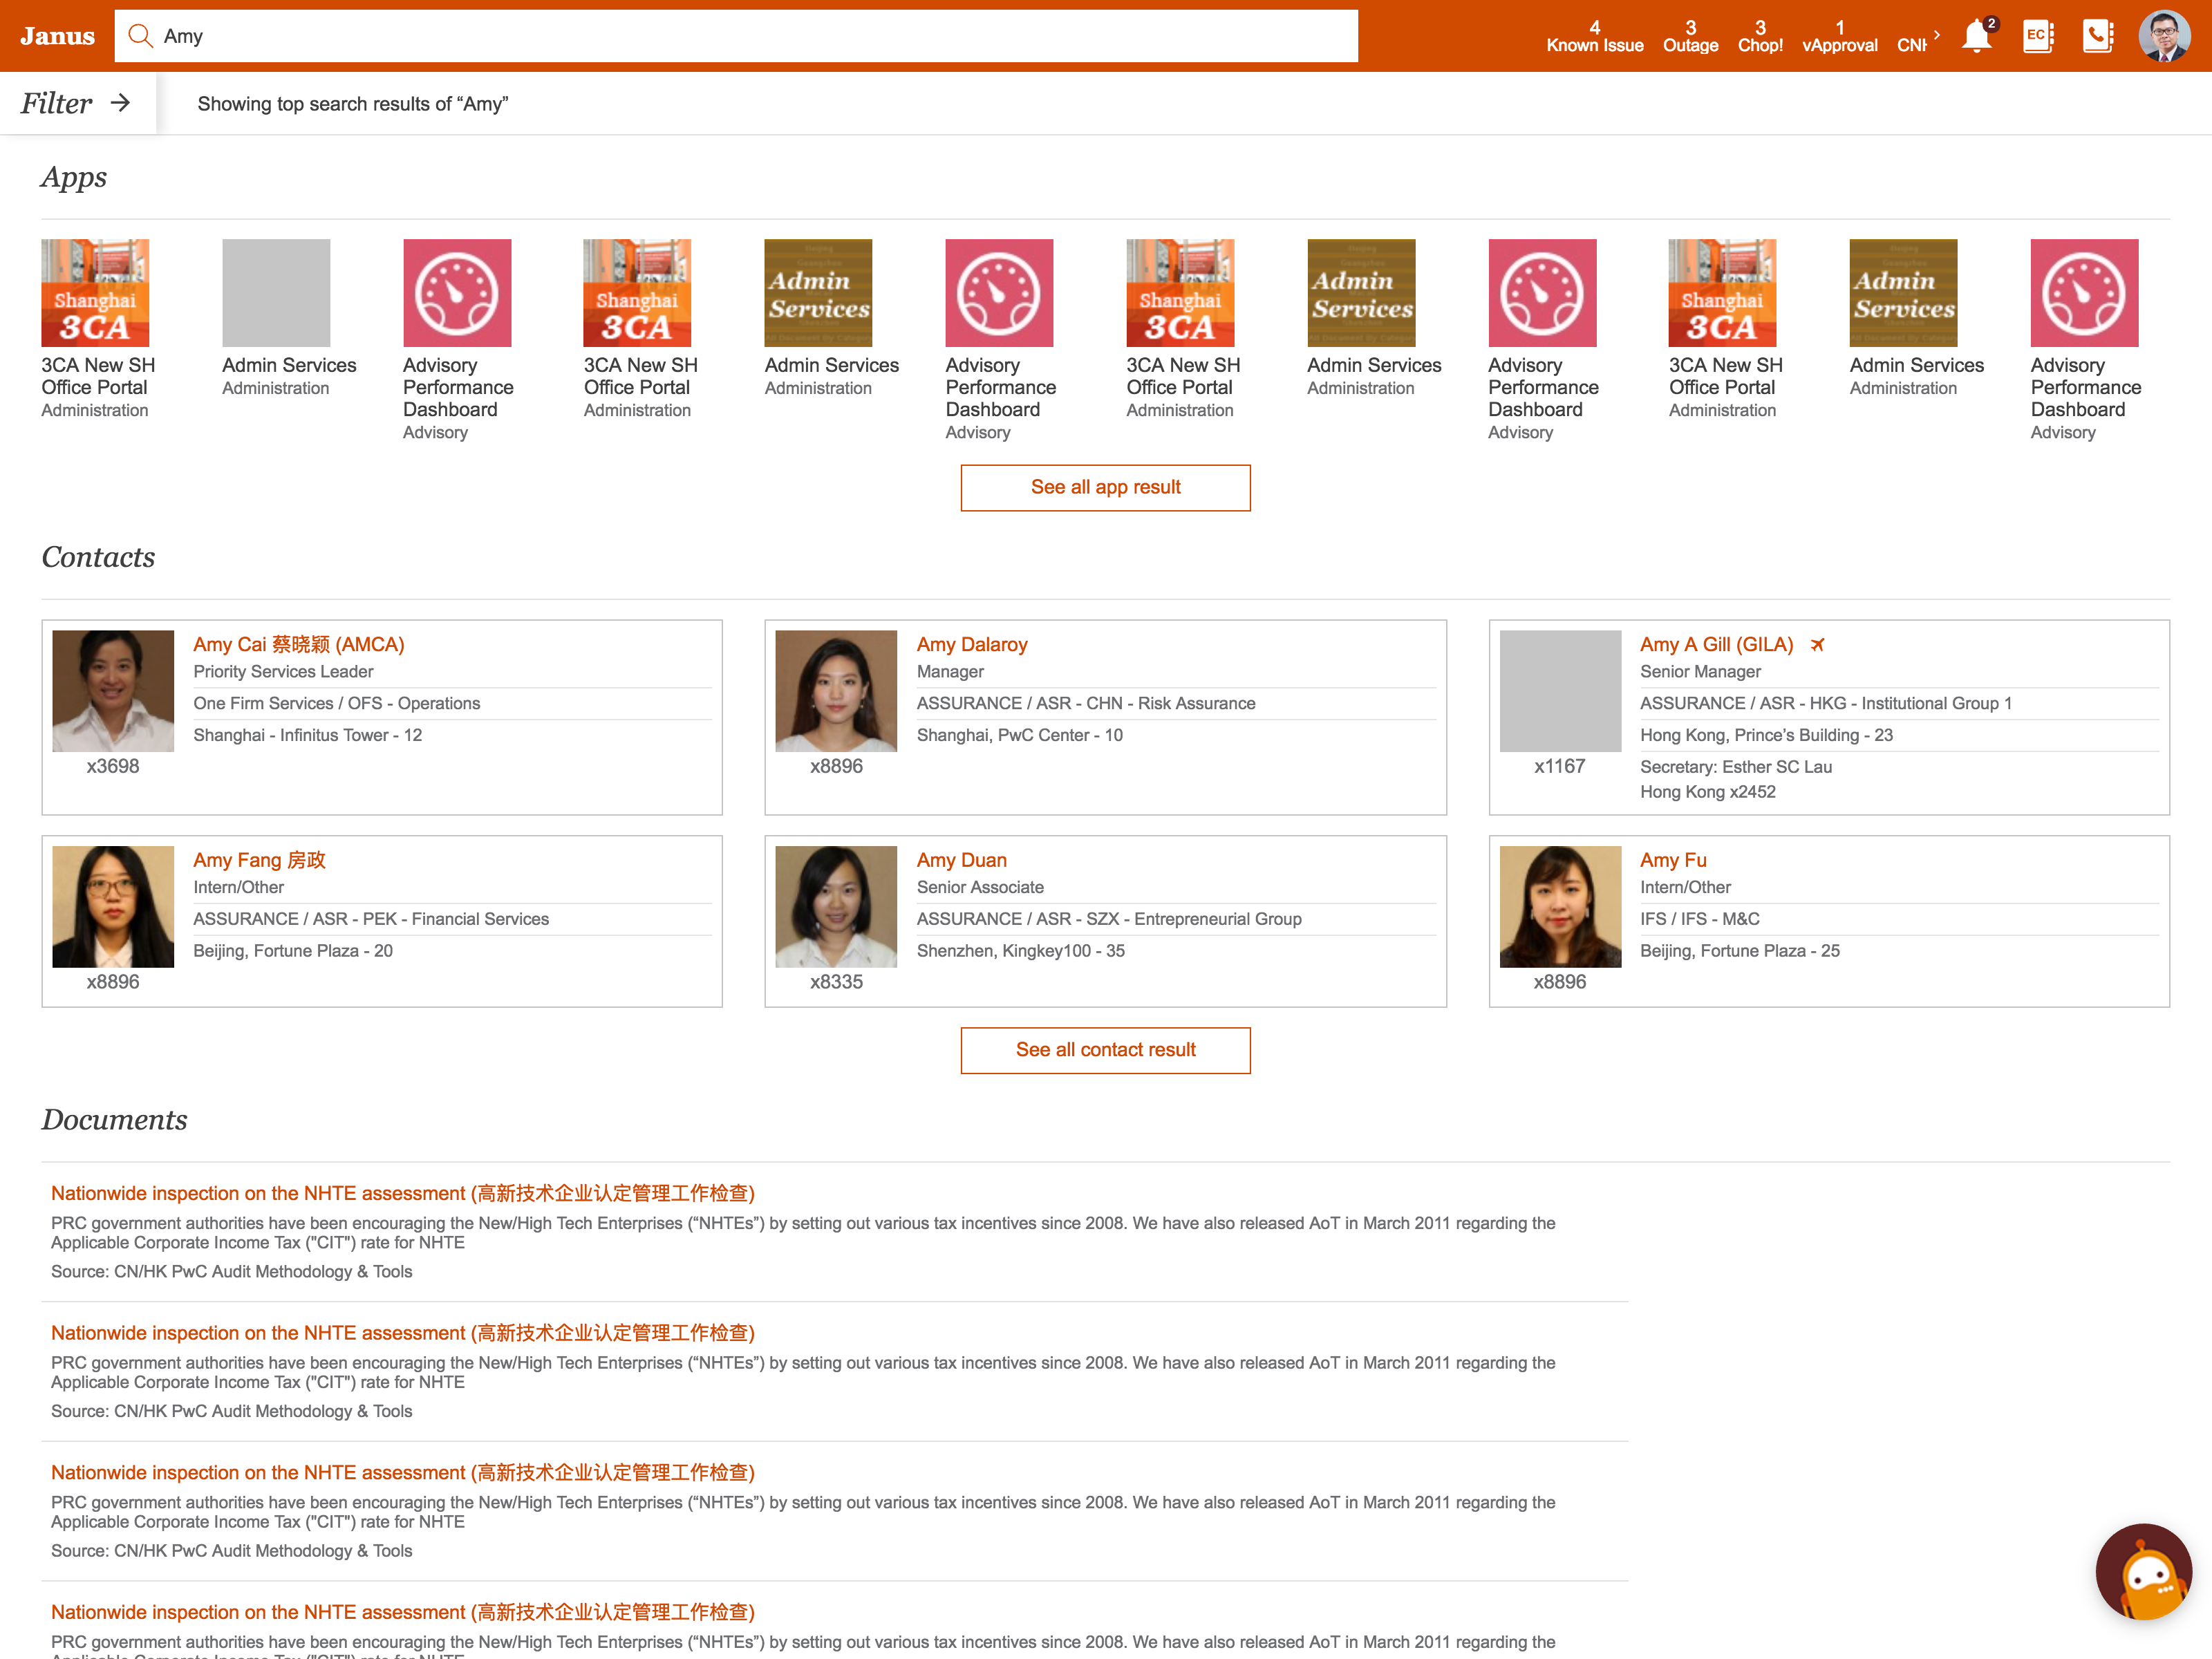 Janus
Amy
4
Known Issue
3
Outage
3
Chop!
1
vApproval
CNH
2
EC
Filter →
Showing top search results of “Amy”
Apps
Shanghai
3CA
Shanghai
3CA
Admin
Services
Shanghai
3CA
Admin
Services
Shanghai
3CA
Admin
Services
3CA New SH
Office Portal
Administration
Admin Services
Administration
Advisory
Performance
Dashboard
Advisory
3CA New SH
Office Portal
Administration
Admin Services
Administration
Advisory
Performance
Dashboard
Advisory
3CA New SH
Office Portal
Administration
Admin Services
Administration
Advisory
Performance
Dashboard
Advisory
3CA New SH
Office Portal
Administration
Admin Services
Administration
Advisory
Performance
Dashboard
Advisory
See all app result
Contacts
Amy Cai 蔡晓颖 (AMCA)
Priority Services Leader
One Firm Services / OFS - Operations
Shanghai - Infinitus Tower - 12
x3698
Amy Dalaroy
Manager
ASSURANCE / ASR - CHN - Risk Assurance
Shanghai, PwC Center - 10
x8896
Amy A Gill (GILA)
Senior Manager
ASSURANCE / ASR - HKG - Institutional Group 1
Hong Kong, Prince’s Building - 23
Secretary: Esther SC Lau
Hong Kong x2452
x1167
Amy Fang 房政
Intern/Other
ASSURANCE / ASR - PEK - Financial Services
Beijing, Fortune Plaza - 20
x8896
Amy Duan
Senior Associate
ASSURANCE / ASR - SZX - Entrepreneurial Group
Shenzhen, Kingkey100 - 35
x8335
Amy Fu
Intern/Other
IFS / IFS - M&C
Beijing, Fortune Plaza - 25
x8896
See all contact result
Documents
Nationwide inspection on the NHTE assessment (高新技术企业认定管理工作检查)
PRC government authorities have been encouraging the New/High Tech Enterprises (“NHTEs”) by setting out various tax incentives since 2008. We have also released AoT in March 2011 regarding the
Applicable Corporate Income Tax ("CIT") rate for NHTE
Source: CN/HK PwC Audit Methodology & Tools
Nationwide inspection on the NHTE assessment (高新技术企业认定管理工作检查)
PRC government authorities have been encouraging the New/High Tech Enterprises (“NHTEs”) by setting out various tax incentives since 2008. We have also released AoT in March 2011 regarding the
Applicable Corporate Income Tax ("CIT") rate for NHTE
Source: CN/HK PwC Audit Methodology & Tools
Nationwide inspection on the NHTE assessment (高新技术企业认定管理工作检查)
PRC government authorities have been encouraging the New/High Tech Enterprises (“NHTEs”) by setting out various tax incentives since 2008. We have also released AoT in March 2011 regarding the
Applicable Corporate Income Tax ("CIT") rate for NHTE
Source: CN/HK PwC Audit Methodology & Tools
Nationwide inspection on the NHTE assessment (高新技术企业认定管理工作检查)
PRC government authorities have been encouraging the New/High Tech Enterprises (“NHTEs”) by setting out various tax incentives since 2008. We have also released AoT in March 2011 regarding the
Applicable Corporate Income Tax ("CIT") rate for NHTE